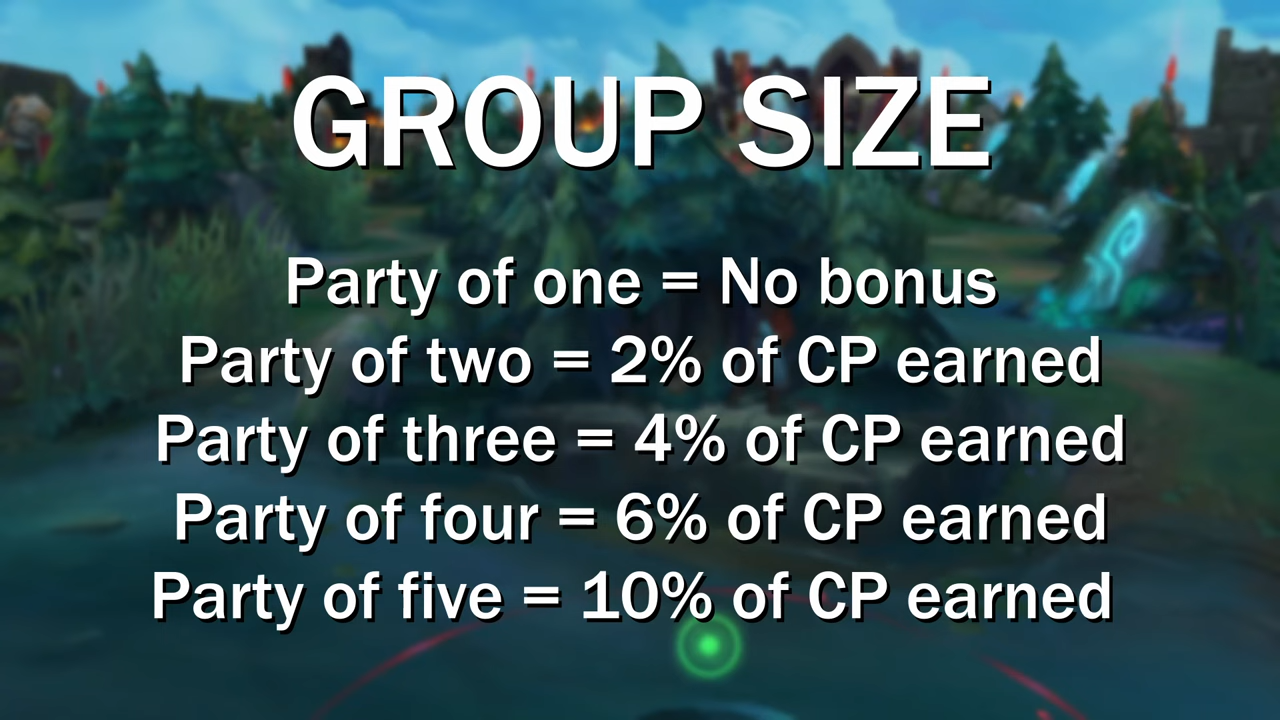 GROUP SIZE
Party of one = No bonus
Party of two = 2% of CP earned
Party of three = 4% of CP earned
Party of four = 6% of CP earned
Party of five = 10% of CP earned